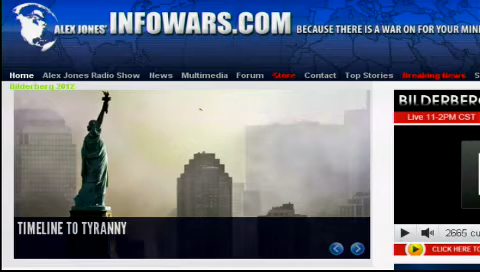 ALEX JONES' INFOWARS.COM BECAUSE THERE IS A WAR ON FOR YOUR MIN
Home Alex Jones Radio Show News Multimedia Forum Store Contact Top Stories Breaking News S
Bilderberg 2012
BILDERBERG
Live 11-2PM CST
TIMELINE TO TYRANNY
2665 cu
CLICK HERE TO